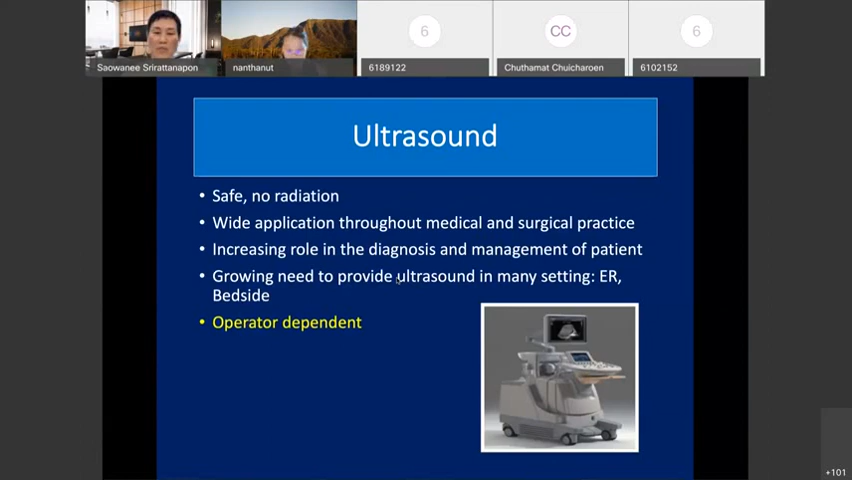 6
CC
6
Saowanee Srirattanapon
nanthanut
6189122
Chuthamat Chuicharoen
6102152
Ultrasound
• Safe, no radiation
• Wide application throughout medical and surgical practice
• Increasing role in the diagnosis and management of patient
• Growing need to provide ultrasound in many setting: ER,
Bedside
• Operator dependent
+101